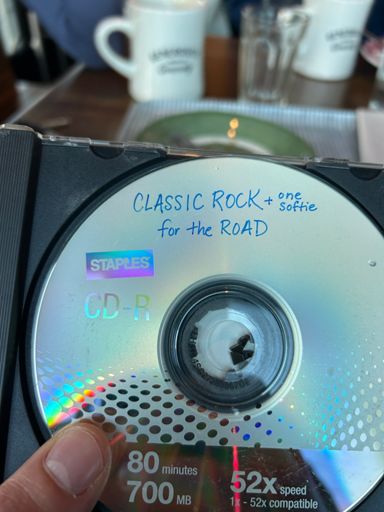 CLASSIC ROCK + one softie
for the ROAD
STAPLES
CD-R
80 minutes
700 MB
52x speed
1x - 52x compatible